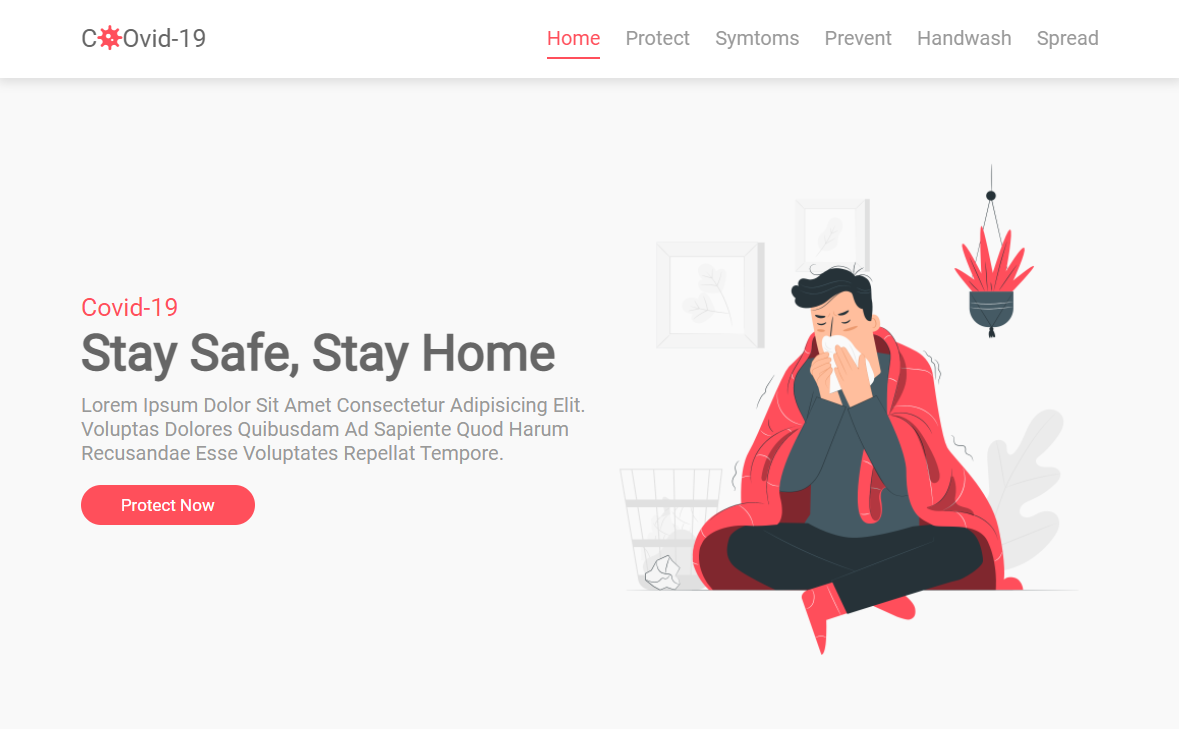 COvid-19
Home Protect Symtoms Prevent Handwash Spread
Covid-19
Stay Safe, Stay Home
Lorem Ipsum Dolor Sit Amet Consectetur Adipisicing Elit.
Voluptas Dolores Quibusdam Ad Sapiente Quod Harum
Recusandae Esse Voluptates Repellat Tempore.
Protect Now